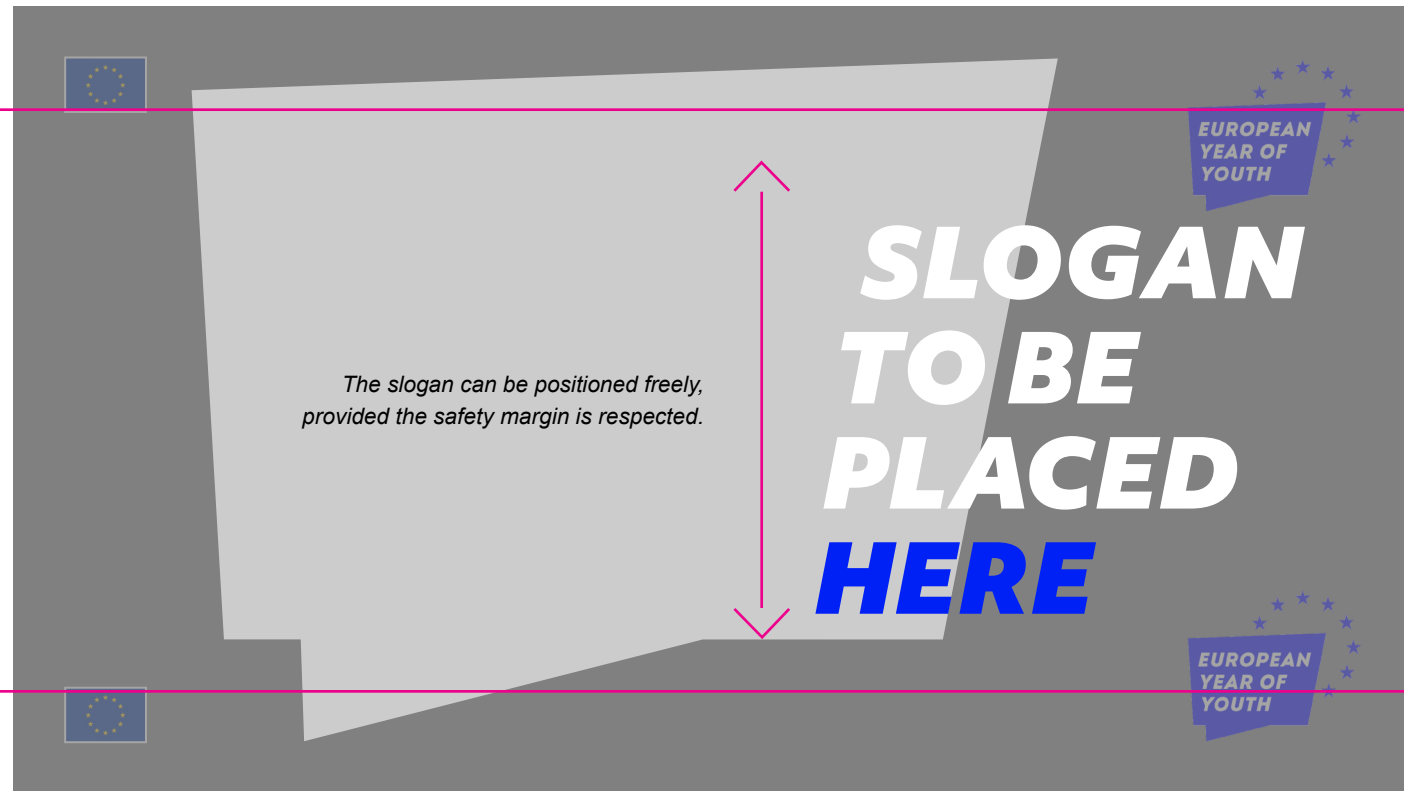 EUROPEAN
YEAR OF
YOUTH
SLOGAN
TO BE
PLACED
HERE
The slogan can be positioned freely,
provided the safety margin is respected.
EUROPEAN
YEAR OF
YOUTH